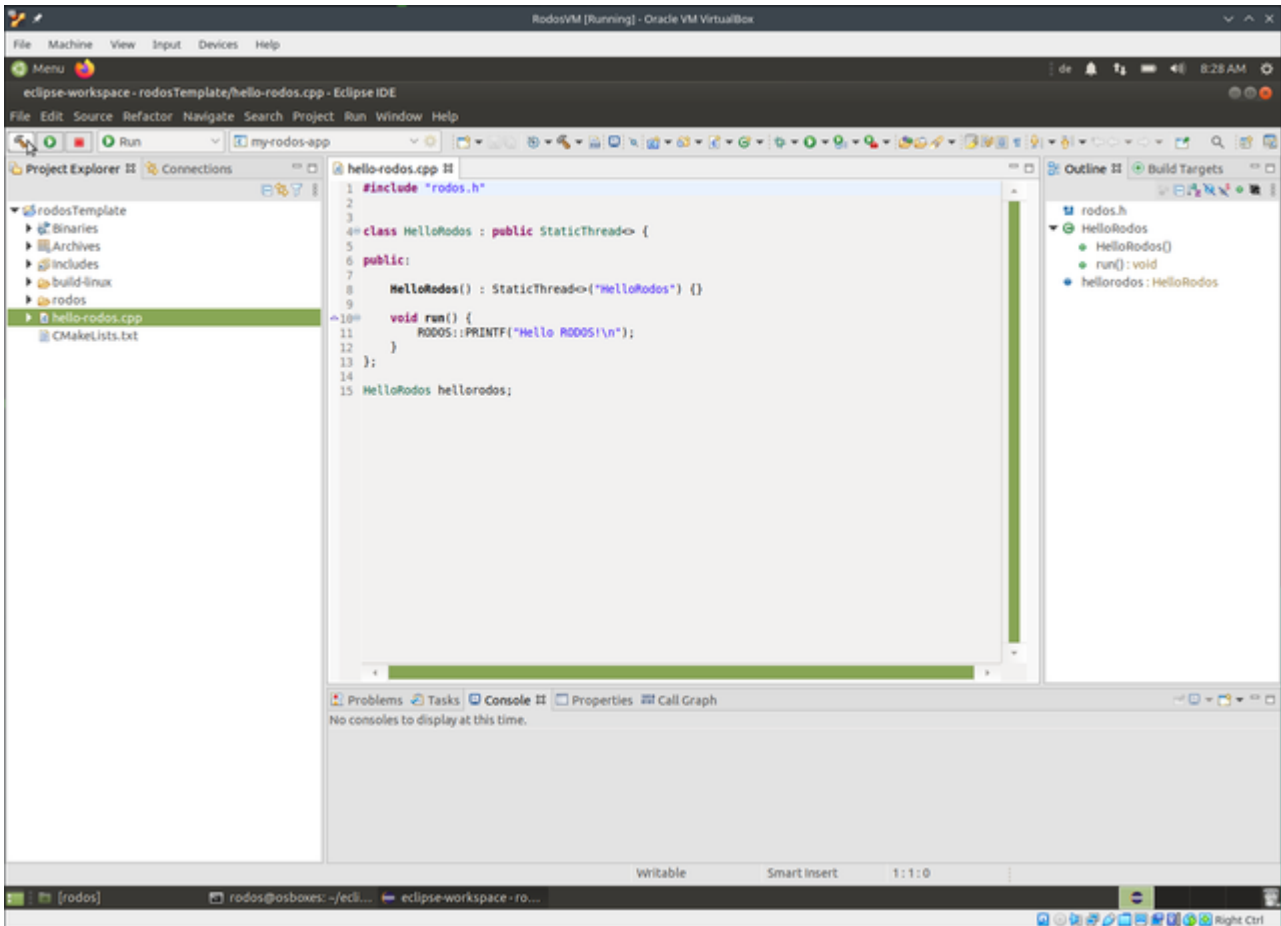 RodosVM [Running] - Oracle VM VirtualBox
File Machine View Input Devices Help
Menu de 8:28 AM
eclipse-workspace - rodosTemplate/hello-rodos.cpp - Eclipse IDE
File Edit Source Refactor Navigate Search Project Run Window Help
Run my-rodos-app
Project Explorer Connections
rodosTemplate
Binaries
Archives
Includes
build-linux
rodos
hello-rodos.cpp
CMakeLists.txt
hello-rodos.cpp
1 #include "rodos.h"
2
3
4 class HelloRodos : public StaticThread<> {
5
6 public:
7
8 HelloRodos() : StaticThread<>("HelloRodos") {}
9
10 void run() {
11 RODOS::PRINTF("Hello RODOS!\n");
12 }
13 };
14
15 HelloRodos hellorodos;
Outline Build Targets
rodos.h
HelloRodos
HelloRodos()
run() : void
hellorodos : HelloRodos
Problems Tasks Console Properties Call Graph
No consoles to display at this time.
Writable Smart Insert 1:1:0
[rodos] rodos@osboxes: ~/ecli... eclipse-workspace - ro...
Right Ctrl